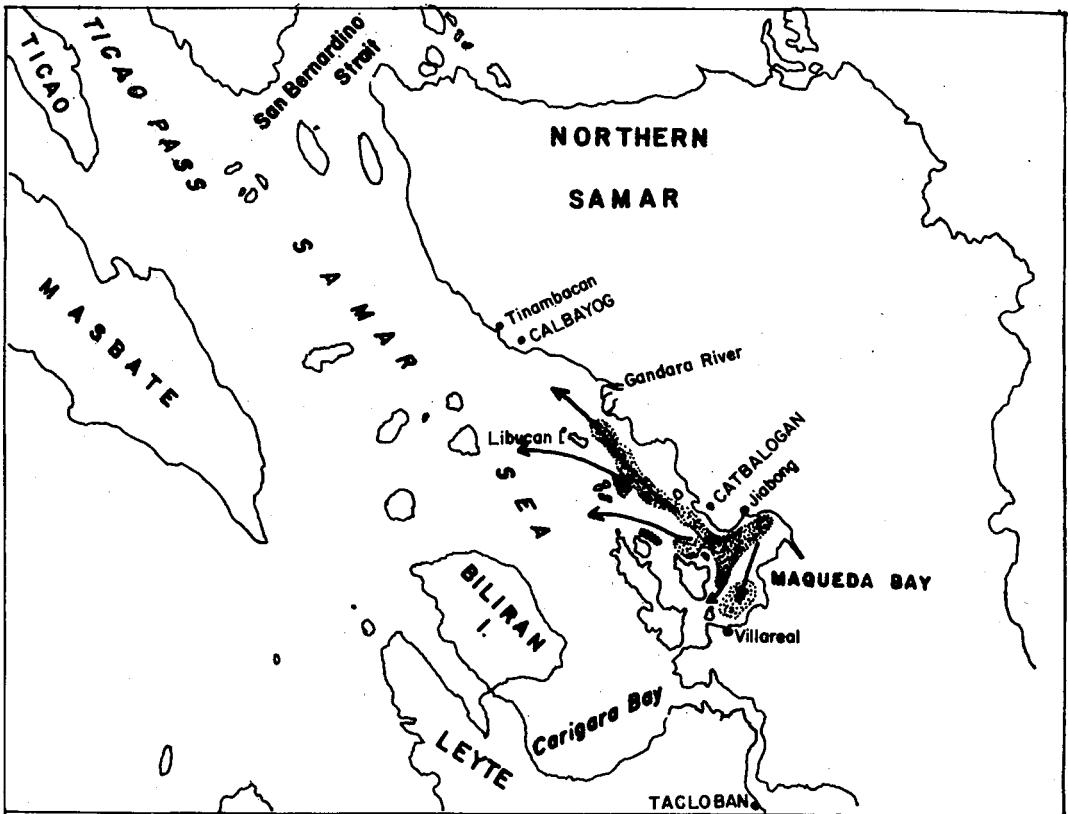 TICAO
TICAO PASS
San Bernardino
Strait
NORTHERN
SAMAR
MASBATE
SAMAR SEA
Tinambacan
CALBAYOG
Gandara River
Libucan I.
CATBALOGAN
Jiabong
MAQUEDA BAY
BILIRAN
I.
Villareal
Carigara Bay
LEYTE
TACLOBAN